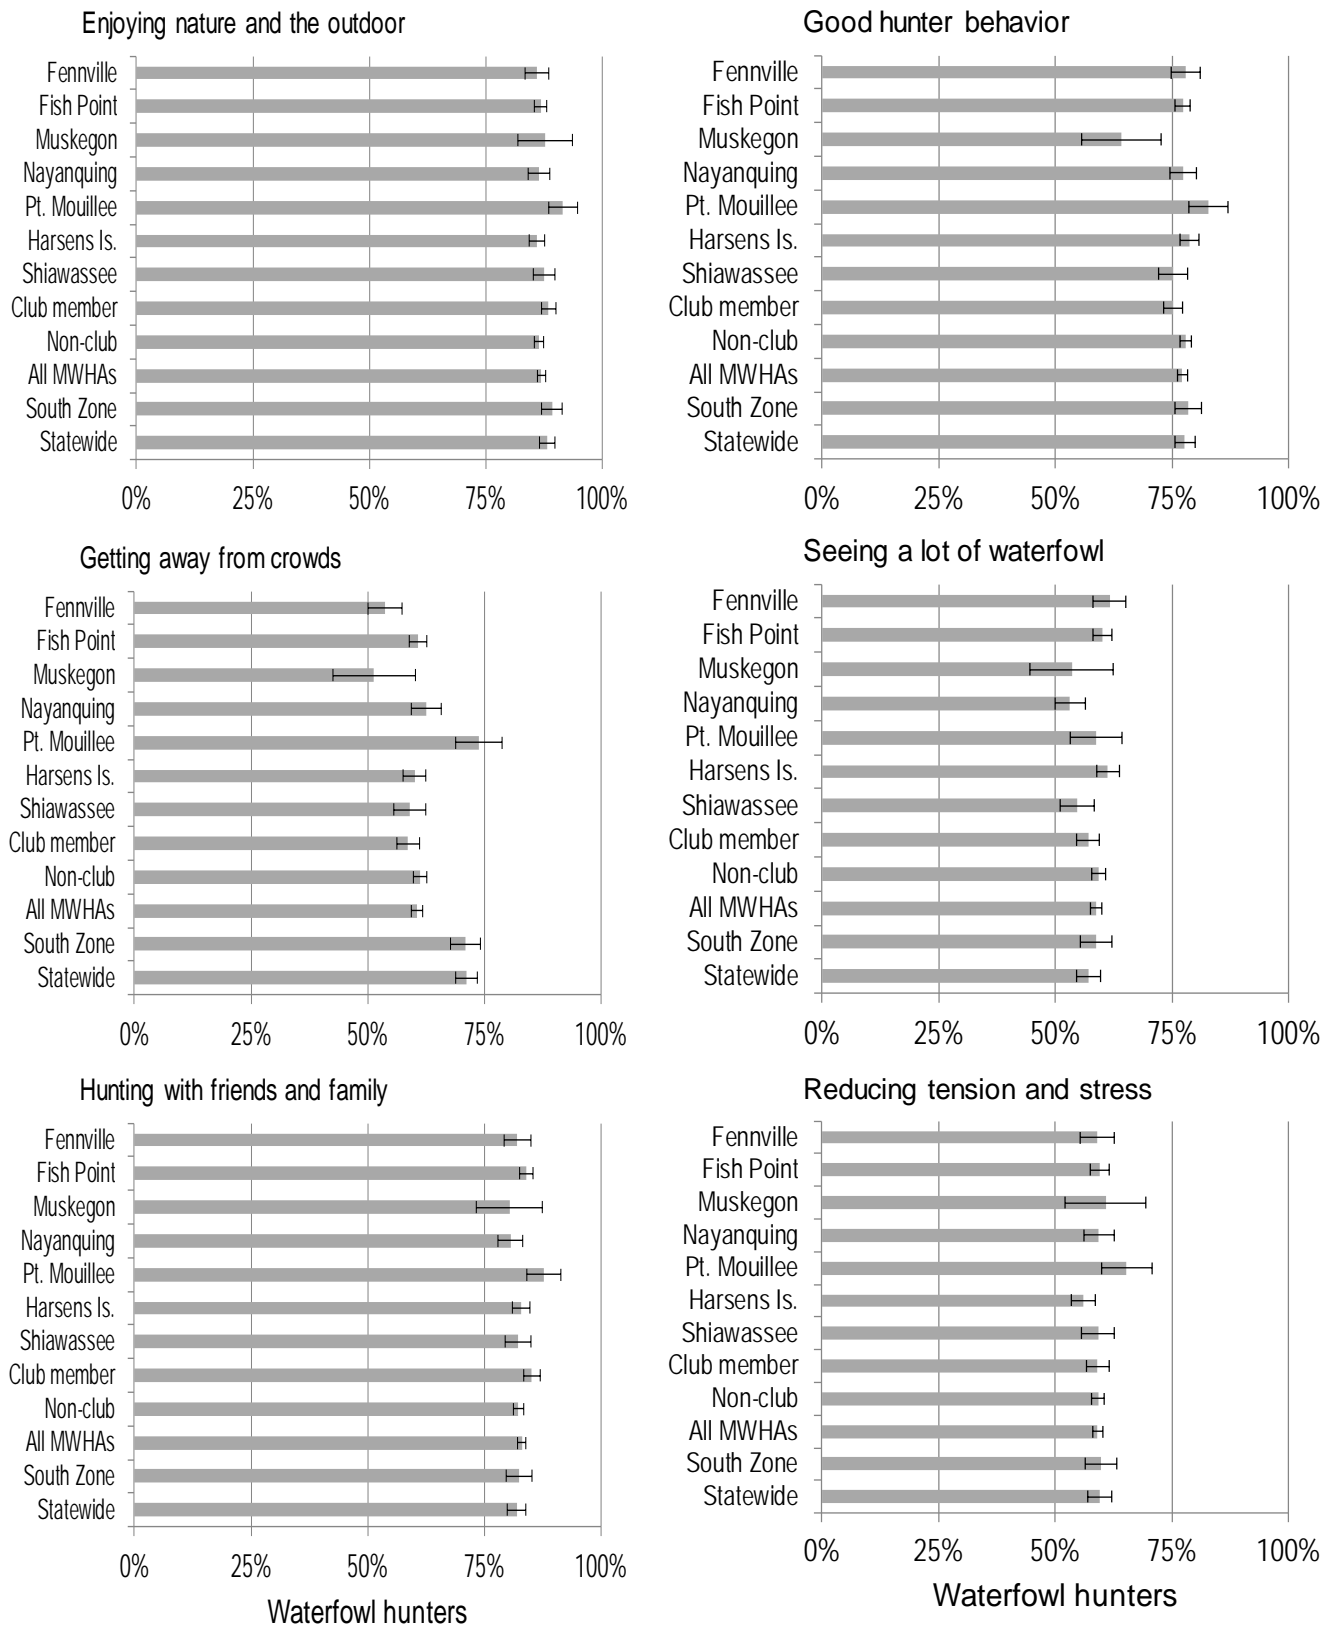 Enjoying nature and the outdoor
Fennville
Fish Point
Muskegon
Nayanquing
Pt. Mouillee
Harsens Is.
Shiawassee
Club member
Non-club
All MWHAs
South Zone
Statewide
0% 25% 50% 75% 100%
Good hunter behavior
Fennville
Fish Point
Muskegon
Nayanquing
Pt. Mouillee
Harsens Is.
Shiawassee
Club member
Non-club
All MWHAs
South Zone
Statewide
0% 25% 50% 75% 100%
Getting away from crowds
Fennville
Fish Point
Muskegon
Nayanquing
Pt. Mouillee
Harsens Is.
Shiawassee
Club member
Non-club
All MWHAs
South Zone
Statewide
0% 25% 50% 75% 100%
Seeing a lot of waterfowl
Fennville
Fish Point
Muskegon
Nayanquing
Pt. Mouillee
Harsens Is.
Shiawassee
Club member
Non-club
All MWHAs
South Zone
Statewide
0% 25% 50% 75% 100%
Hunting with friends and family
Fennville
Fish Point
Muskegon
Nayanquing
Pt. Mouillee
Harsens Is.
Shiawassee
Club member
Non-club
All MWHAs
South Zone
Statewide
0% 25% 50% 75% 100%
Waterfowl hunters
Reducing tension and stress
Fennville
Fish Point
Muskegon
Nayanquing
Pt. Mouillee
Harsens Is.
Shiawassee
Club member
Non-club
All MWHAs
South Zone
Statewide
0% 25% 50% 75% 100%
Waterfowl hunters